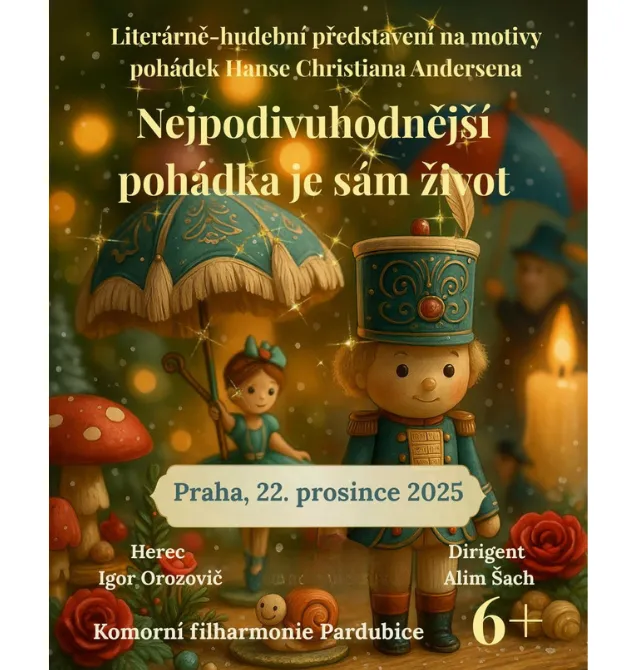 Literárně-hudební představení na motivy
pohádek Hanse Christiana Andersena
Nejpodivuhodnější
pohádka je sám život
Praha, 22. prosince 2025
Herec
Igor Orozovič
Dirigent
Alim Šach
Komorní filharmonie Pardubice
6+